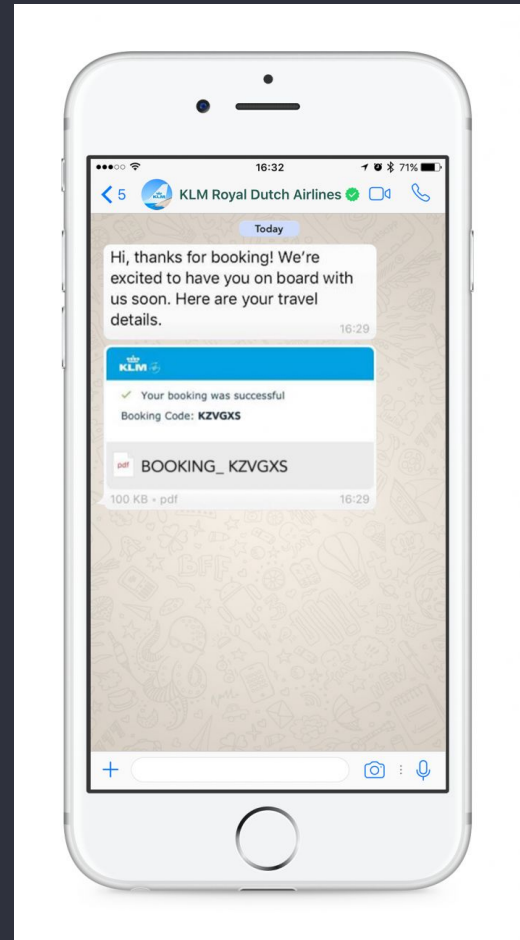 16:32
71%
5
KLM Royal Dutch Airlines
Today
Hi, thanks for booking! We're
excited to have you on board with
us soon. Here are your travel
details.
16:29
KLM
Your booking was successful
Booking Code: KZVGXS
pdf BOOKING_ KZVGXS
100 KB • pdf 16:29